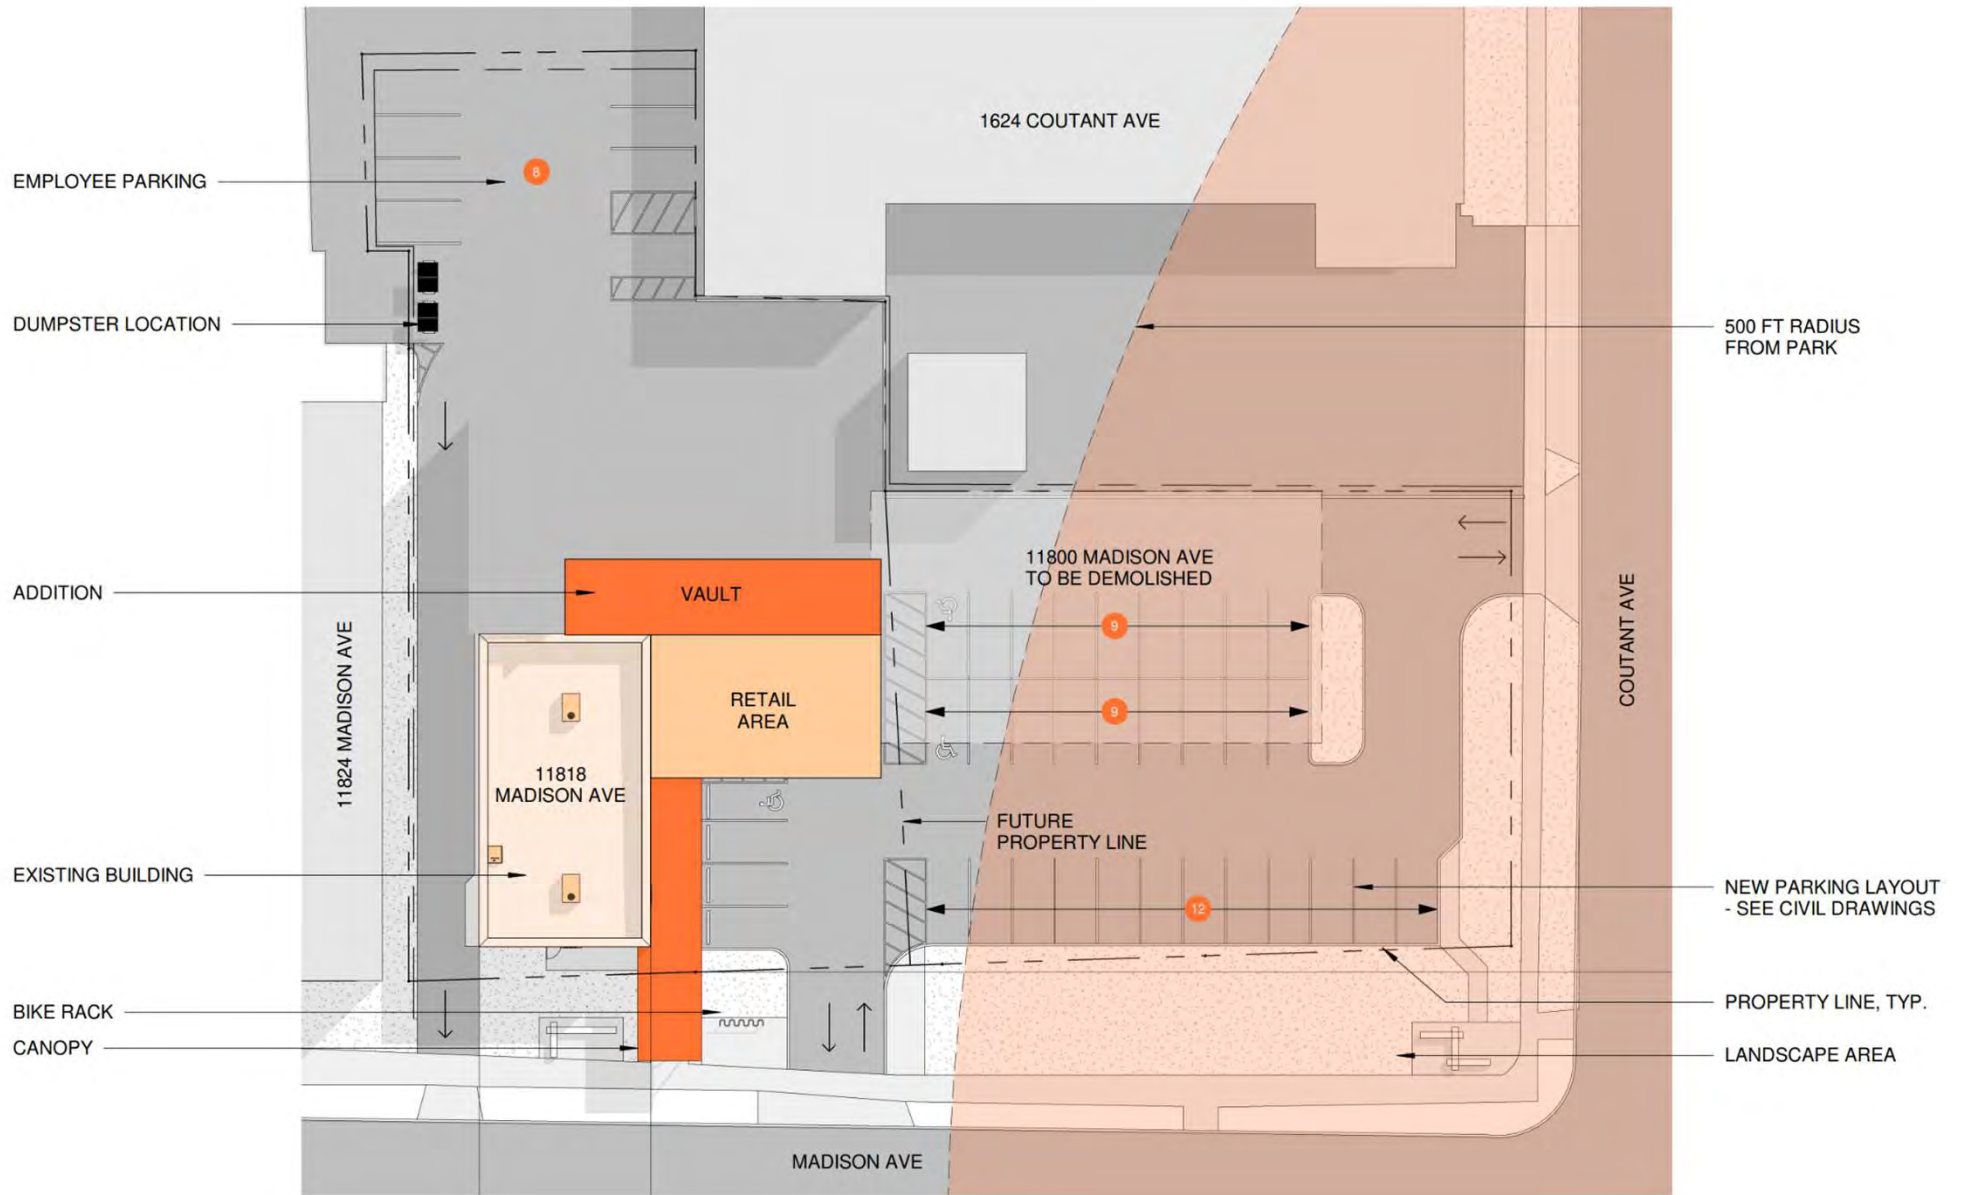 1624 COUTANT AVE
EMPLOYEE PARKING
8
DUMPSTER LOCATION
500 FT RADIUS
FROM PARK
11800 MADISON AVE
TO BE DEMOLISHED
ADDITION
VAULT
9
COUTANT AVE
11824 MADISON AVE
RETAIL
AREA
9
11818
MADISON AVE
FUTURE
PROPERTY LINE
EXISTING BUILDING
NEW PARKING LAYOUT
- SEE CIVIL DRAWINGS
12
BIKE RACK
PROPERTY LINE, TYP.
CANOPY
LANDSCAPE AREA
MADISON AVE